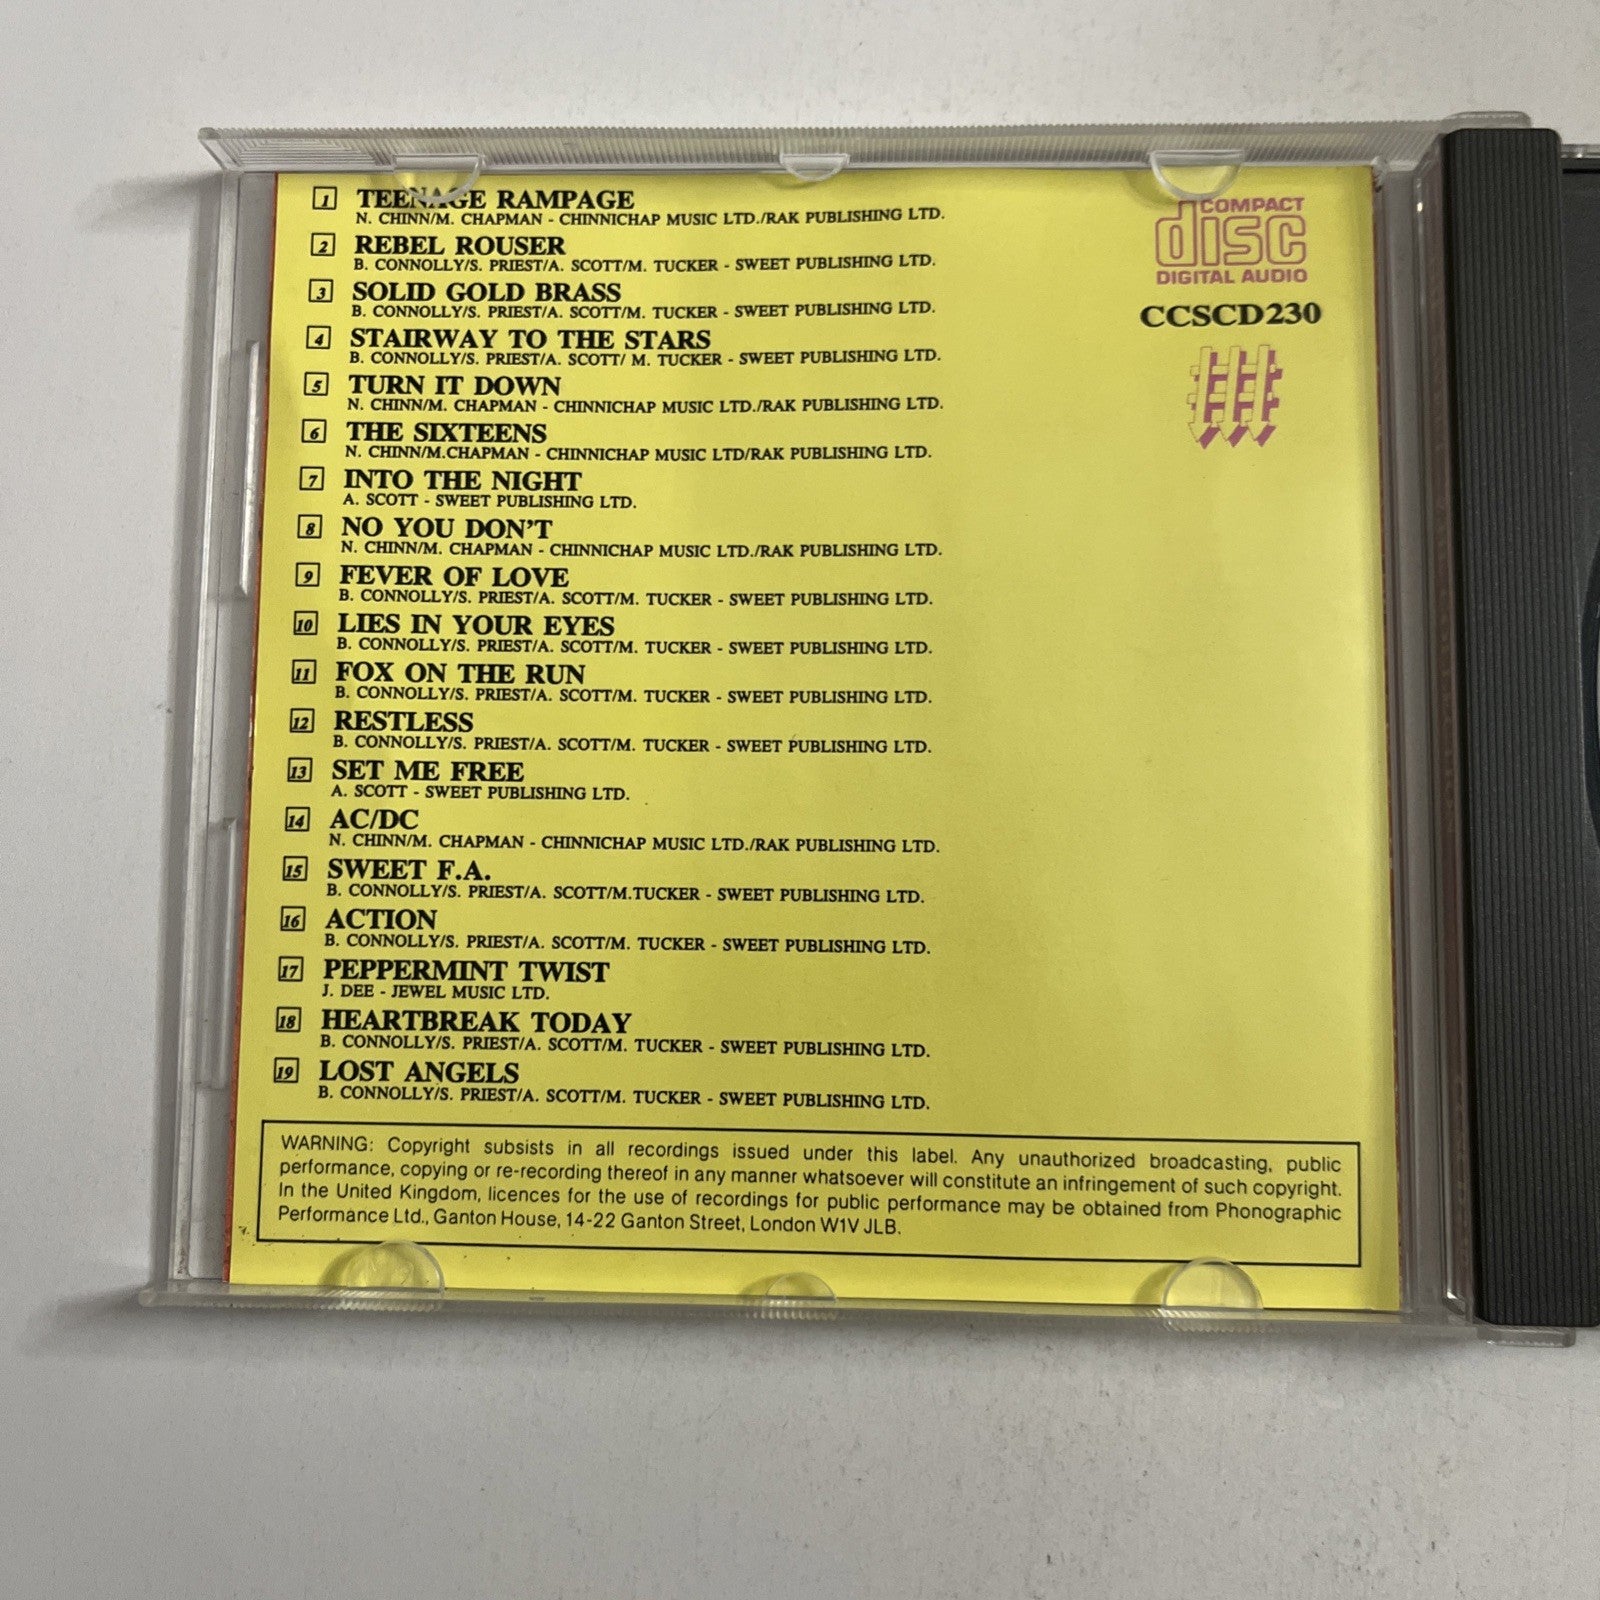 1 TEENAGE RAMPAGE
N. CHINN/M. CHAPMAN - CHINNICHAP MUSIC LTD./RAK PUBLISHING LTD.
2 REBEL ROUSER
B. CONNOLLY/S. PRIEST/A. SCOTT/M. TUCKER - SWEET PUBLISHING LTD.
3 SOLID GOLD BRASS
B. CONNOLLY/S. PRIEST/A. SCOTT/M. TUCKER - SWEET PUBLISHING LTD.
4 STAIRWAY TO THE STARS
B. CONNOLLY/S. PRIEST/A. SCOTT/ M. TUCKER - SWEET PUBLISHING LTD.
5 TURN IT DOWN
N. CHINN/M. CHAPMAN - CHINNICHAP MUSIC LTD./RAK PUBLISHING LTD.
6 THE SIXTEENS
N. CHINN/M.CHAPMAN - CHINNICHAP MUSIC LTD/RAK PUBLISHING LTD.
7 INTO THE NIGHT
A. SCOTT - SWEET PUBLISHING LTD.
8 NO YOU DON'T
N. CHINN/M. CHAPMAN - CHINNICHAP MUSIC LTD./RAK PUBLISHING LTD.
9 FEVER OF LOVE
B. CONNOLLY/S. PRIEST/A. SCOTT/M. TUCKER - SWEET PUBLISHING LTD.
10 LIES IN YOUR EYES
B. CONNOLLY/S. PRIEST/A. SCOTT/M. TUCKER - SWEET PUBLISHING LTD.
11 FOX ON THE RUN
B. CONNOLLY/S. PRIEST/A. SCOTT/M. TUCKER - SWEET PUBLISHING LTD.
12 RESTLESS
B. CONNOLLY/S. PRIEST/A. SCOTT/M. TUCKER - SWEET PUBLISHING LTD.
13 SET ME FREE
A. SCOTT - SWEET PUBLISHING LTD.
14 AC/DC
N. CHINN/M. CHAPMAN - CHINNICHAP MUSIC LTD./RAK PUBLISHING LTD.
15 SWEET F.A.
B. CONNOLLY/S. PRIEST/A. SCOTT/M.TUCKER - SWEET PUBLISHING LTD.
16 ACTION
B. CONNOLLY/S. PRIEST/A. SCOTT/M. TUCKER - SWEET PUBLISHING LTD.
17 PEPPERMINT TWIST
J. DEE - JEWEL MUSIC LTD.
18 HEARTBREAK TODAY
B. CONNOLLY/S. PRIEST/A. SCOTT/M. TUCKER - SWEET PUBLISHING LTD.
19 LOST ANGELS
B. CONNOLLY/S. PRIEST/A. SCOTT/M. TUCKER - SWEET PUBLISHING LTD.
COMPACT
disc
DIGITAL AUDIO
CCSCD230
WARNING: Copyright subsists in all recordings issued under this label. Any unauthorized broadcasting, public
performance, copying or re-recording thereof in any manner whatsoever will constitute an infringement of such copyright.
In the United Kingdom, licences for the use of recordings for public performance may be obtained from Phonographic
Performance Ltd., Ganton House, 14-22 Ganton Street, London W1V JLB.